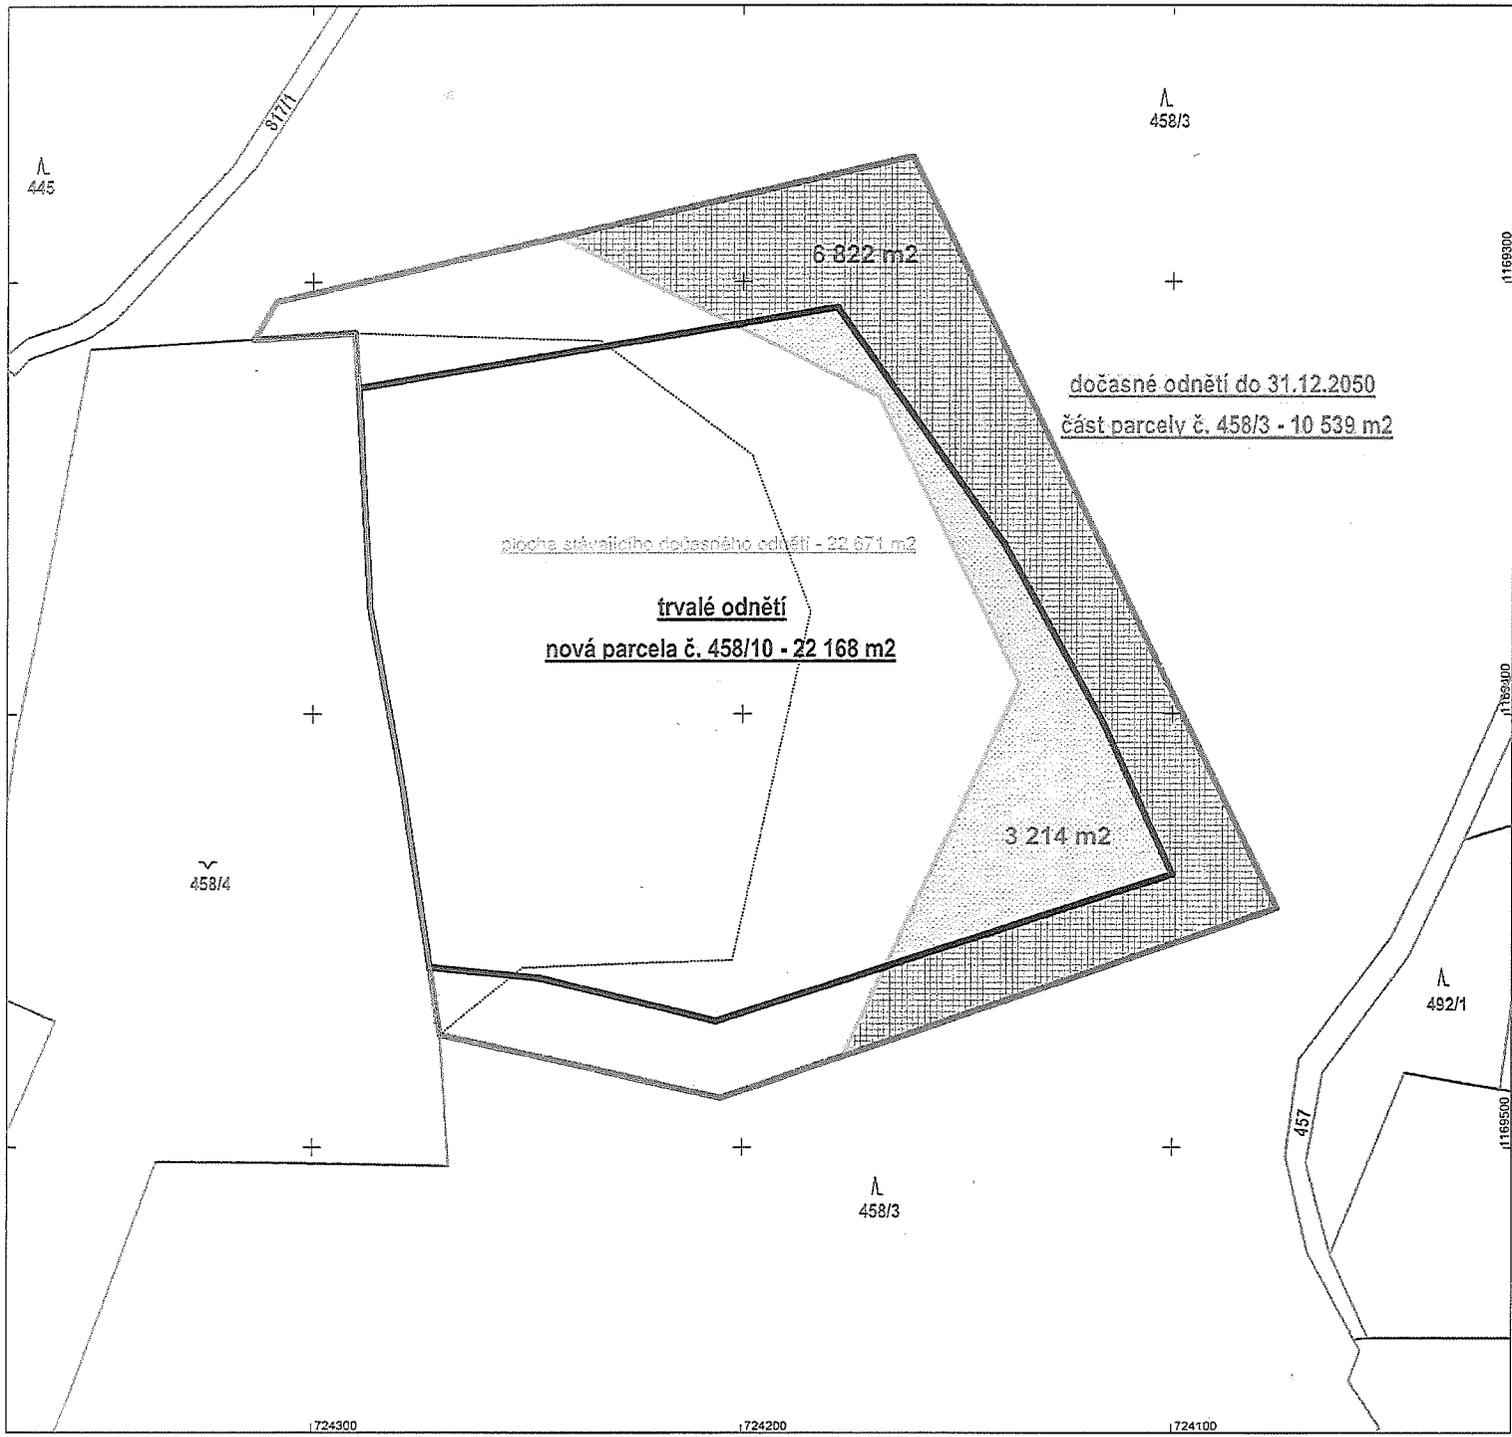 817/1
458/3
445
6 822 m2
1169300
dočasné odnětí do 31.12.2050
část parcely č. 458/3 - 10 539 m2
plocha stávajícího dočasného odnětí - 22 671 m2
trvalé odnětí
nová parcela č. 458/10 - 22 168 m2
1169400
3 214 m2
458/4
492/1
457
1169500
458/3
724300
724200
724100